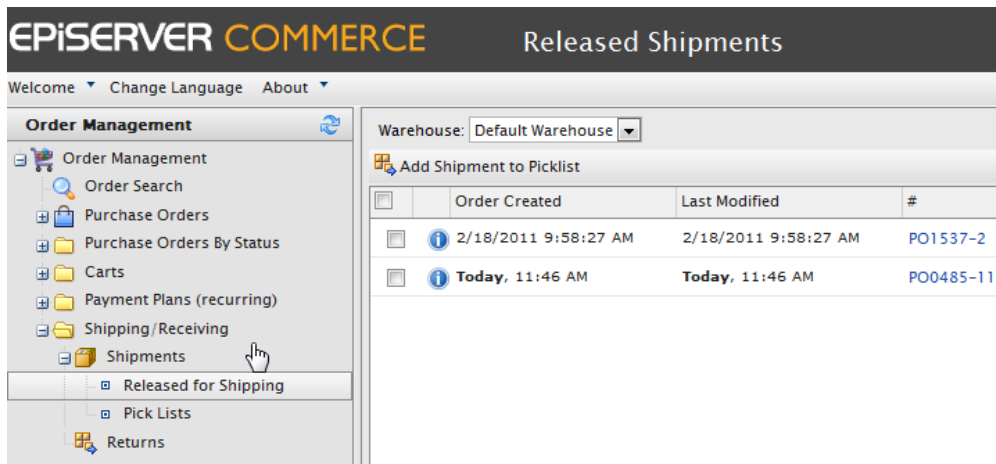 EPiSERVER COMMERCE Released Shipments
Welcome Change Language About
Order Management
Order Management
Order Search
Purchase Orders
Purchase Orders By Status
Carts
Payment Plans (recurring)
Shipping/Receiving
Shipments
Released for Shipping
Pick Lists
Returns
Warehouse: Default Warehouse
Add Shipment to Picklist
Order Created Last Modified #
2/18/2011 9:58:27 AM 2/18/2011 9:58:27 AM PO1537-2
Today, 11:46 AM Today, 11:46 AM PO0485-11